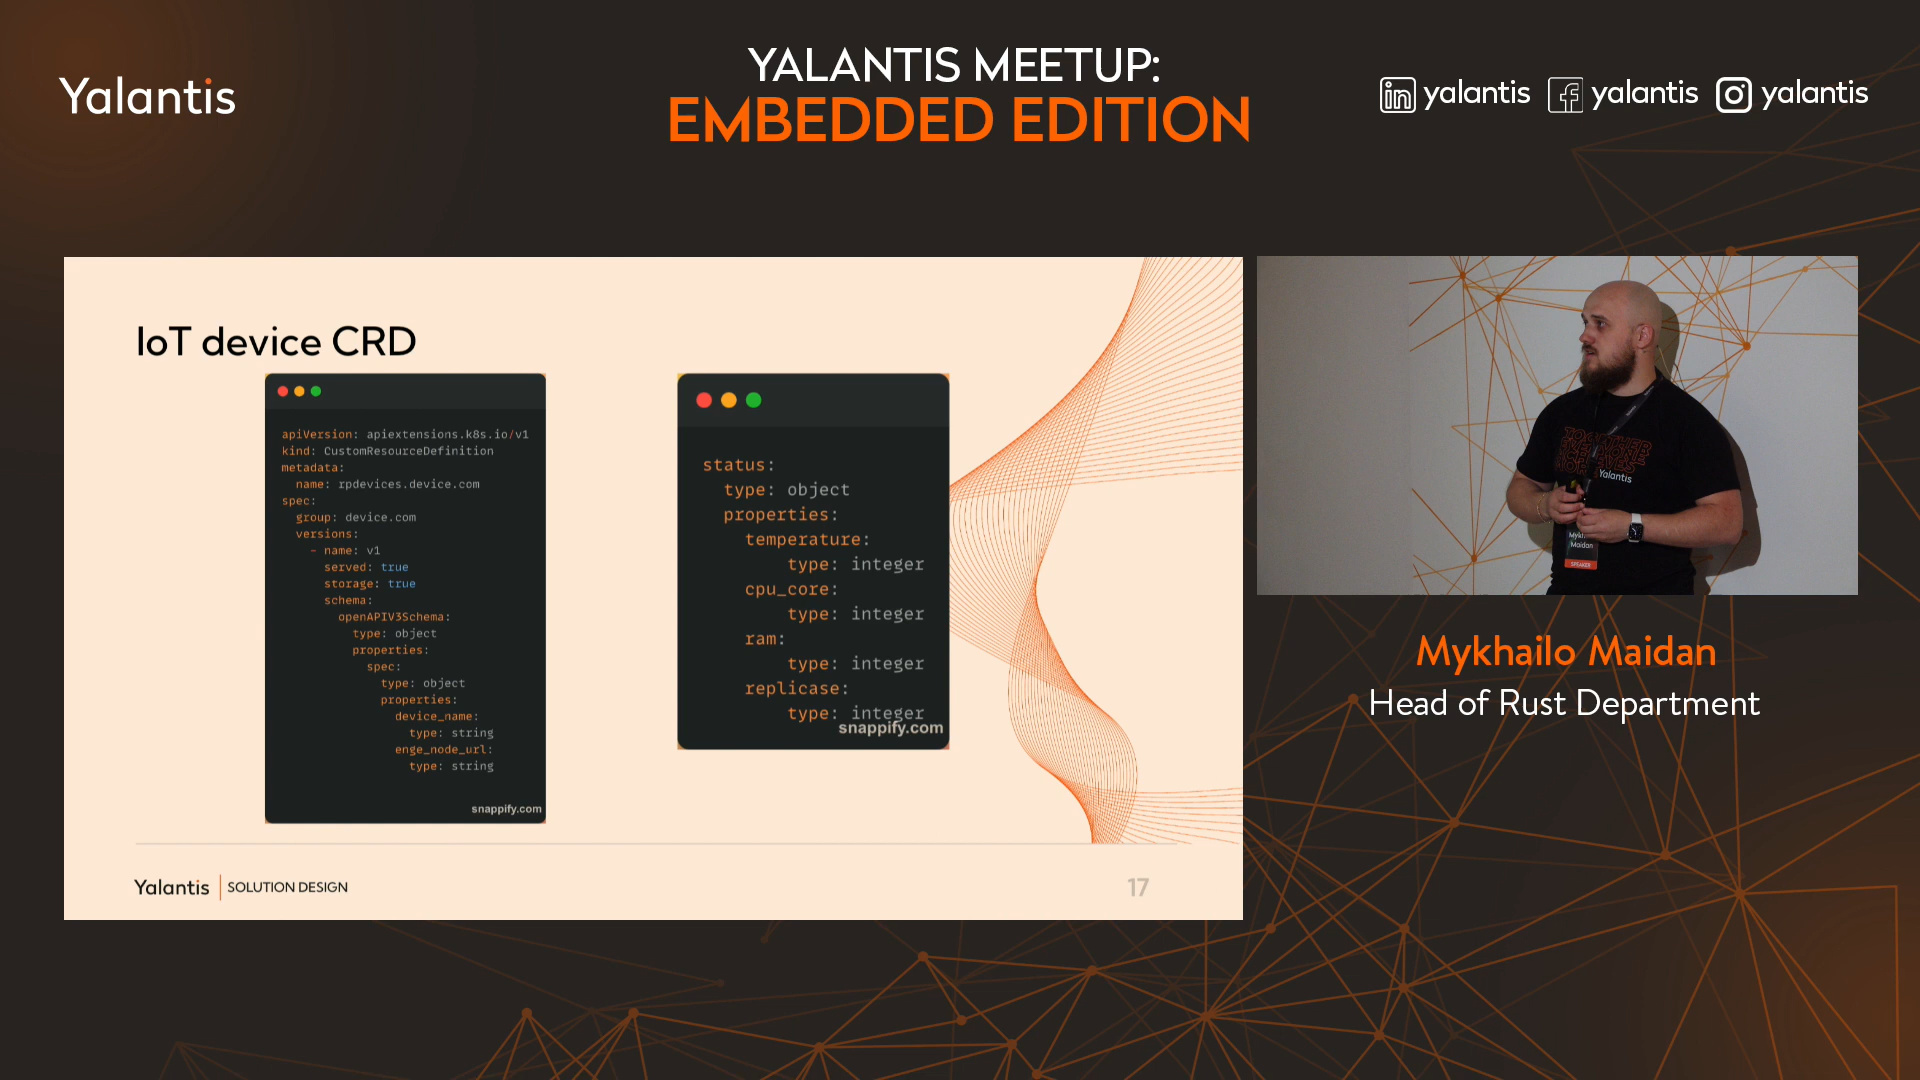 Yalantis
YALANTIS MEETUP:
EMBEDDED EDITION
yalantis
yalantis
yalantis
IoT device CRD
apiVersion: apiextensions.k8s.io/v1
kind: CustomResourceDefinition
metadata:
name: rpdevices.device.com
spec:
group: device.com
versions:
- name: v1
served: true
storage: true
schema:
openAPIV3Schema:
type: object
properties:
spec:
type: object
properties:
device_name:
type: string
enge_node_url:
type: string
snappify.com
status:
type: object
properties:
temperature:
type: integer
cpu_core:
type: integer
ram:
type: integer
replicase:
type: integer
snappify.com
Yalantis
SOLUTION DESIGN
17
TOGETHER
Yalantis
Maidan
SPEAKER
Mykhailo Maidan
Head of Rust Department